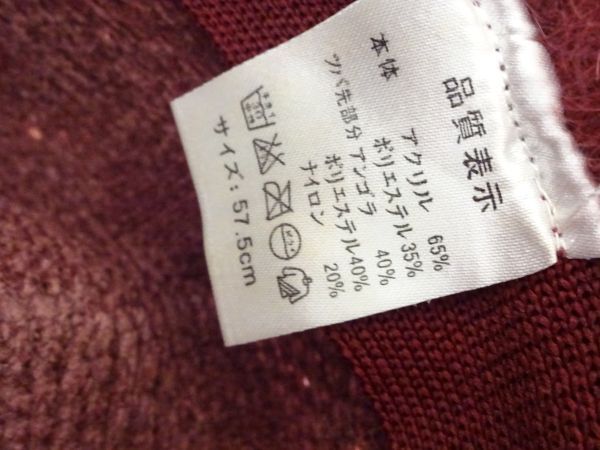 品質表示
本体 アクリル 65%
ポリエステル35%
ツバ先部分 アンゴラ 40%
ポリエステル40%
ナイロン 20%
サイズ:57.5cm